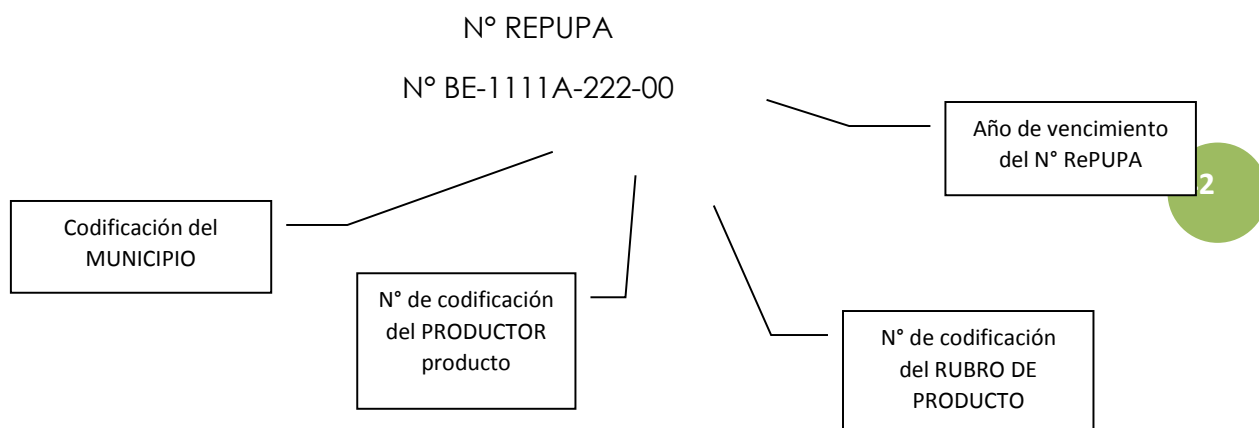 N° REPUPA
N° BE-1111A-222-00
Año de vencimiento
del N° RePUPA
2
Codificación del
MUNICIPIO
N° de codificación
del PRODUCTOR
producto
N° de codificación
del RUBRO DE
PRODUCTO